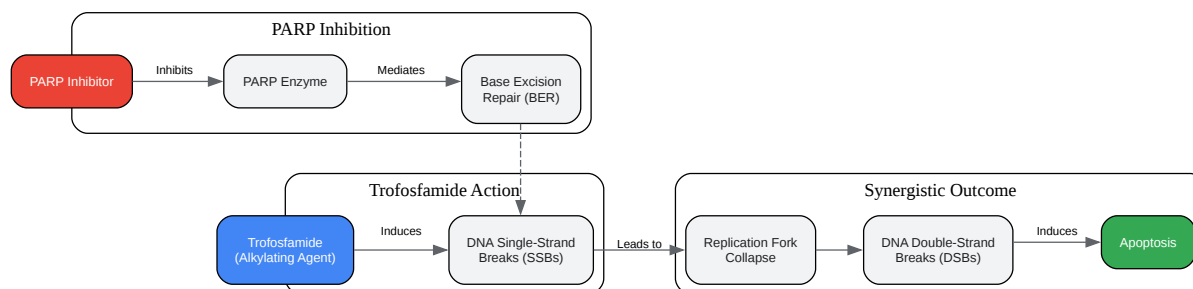 PARP Inhibition
PARP Inhibitor
Inhibits
PARP Enzyme
Mediates
Base Excision
Repair (BER)
Trofosfamide Action
Trofosfamide
(Alkylating Agent)
Induces
DNA Single-Strand
Breaks (SSBs)
Leads to
Synergistic Outcome
Replication Fork
Collapse
DNA Double-Strand
Breaks (DSBs)
Induces
Apoptosis